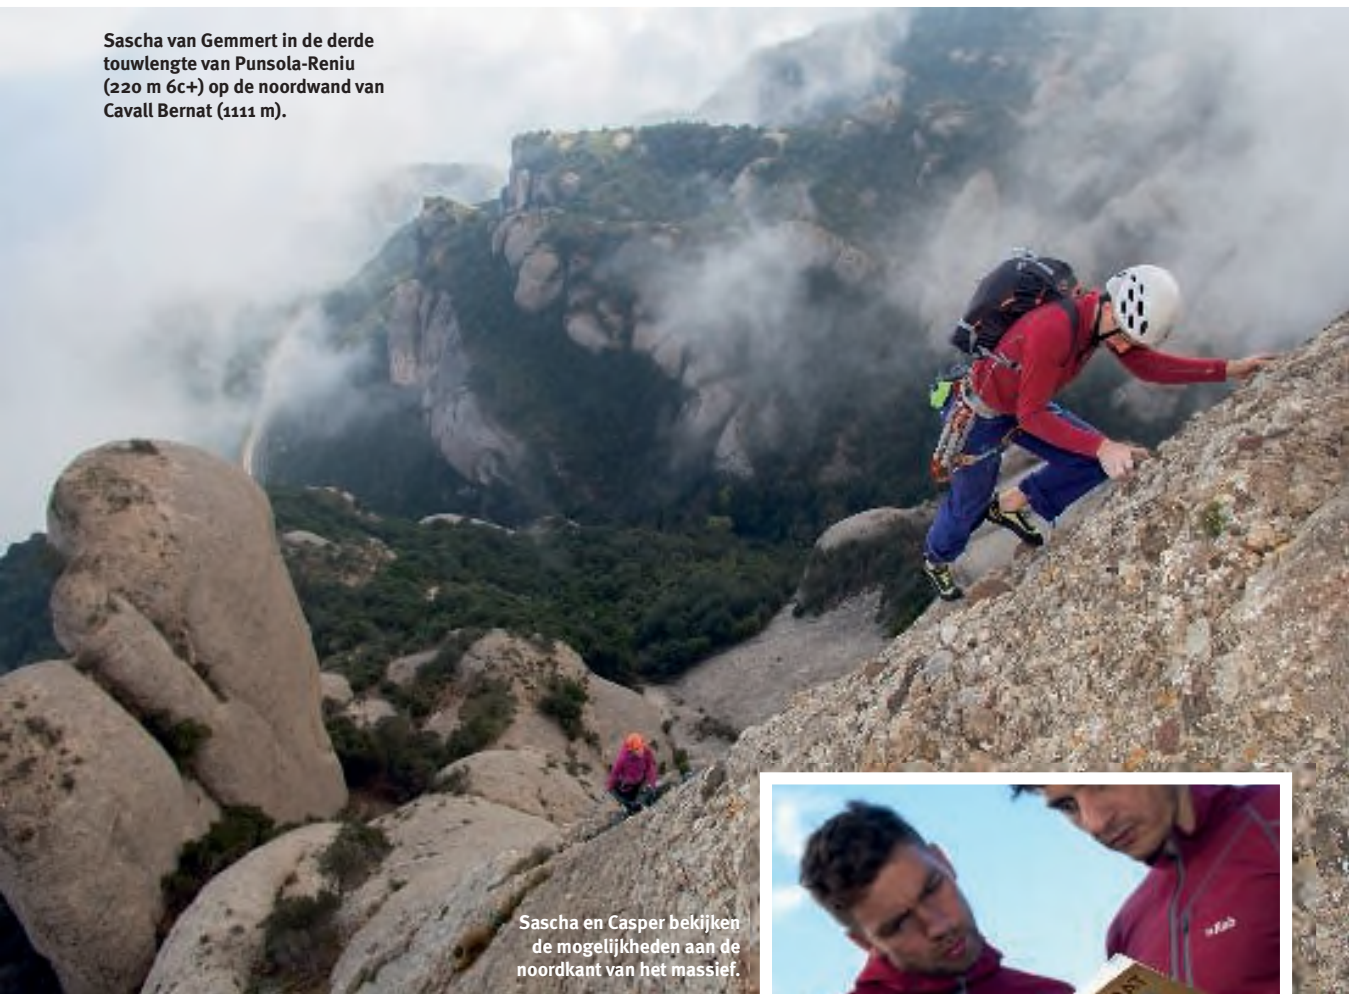 Sascha van Gemmert in de derde
touwlengte van Punsola-Reniu
(220 m 6c+) op de noordwand van
Cavall Bernat (1111 m).
Sascha en Casper bekijken
de mogelijkheden aan de
noordkant van het massief.
Rab